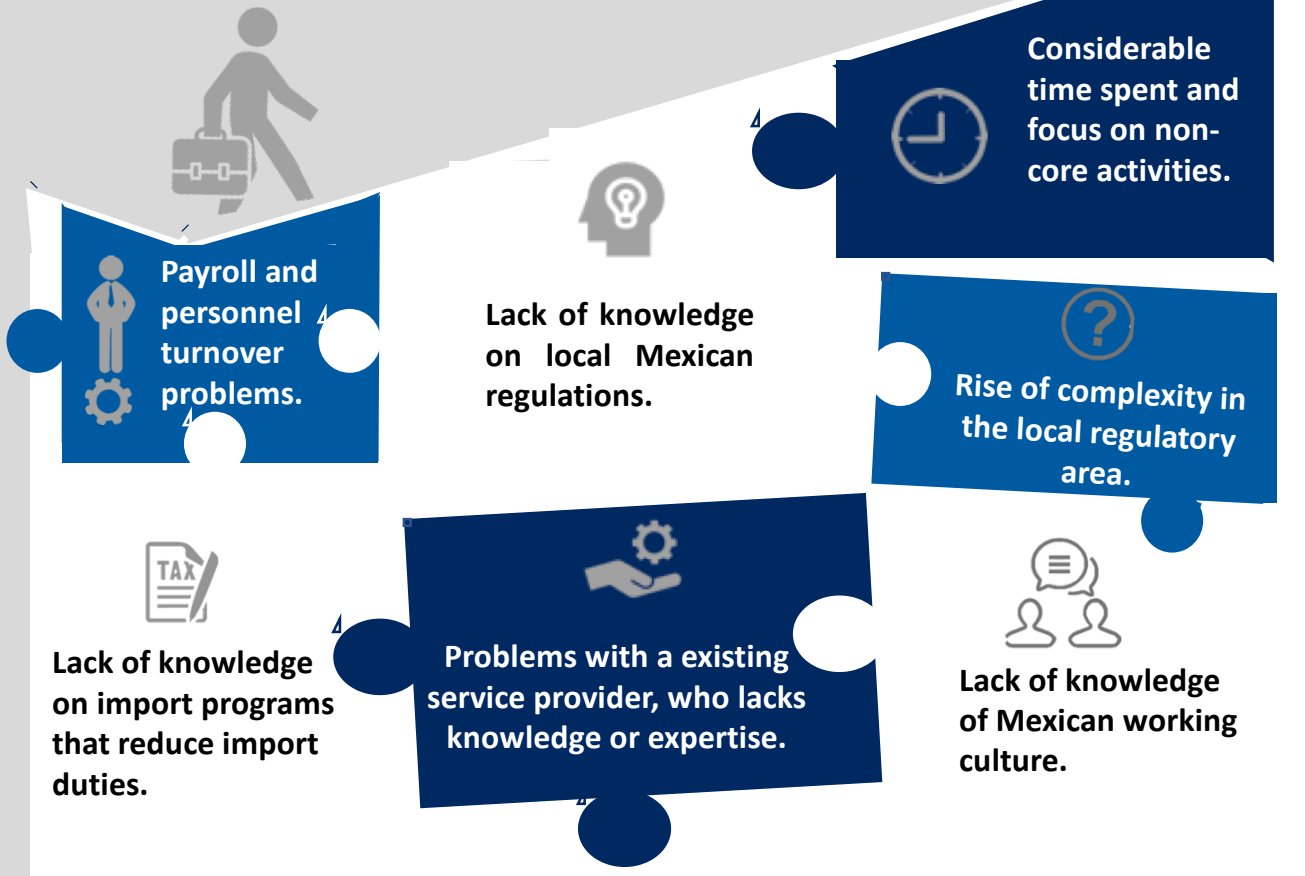 Considerable
time spent and
focus on non-
core activities.
Payroll and
personnel
turnover
problems.
Lack of knowledge
on local Mexican
regulations.
Rise of complexity in
the local regulatory
area.
TAX
Lack of knowledge
on import programs
that reduce import
duties.
Problems with a existing
service provider, who lacks
knowledge or expertise.
Lack of knowledge
of Mexican working
culture.